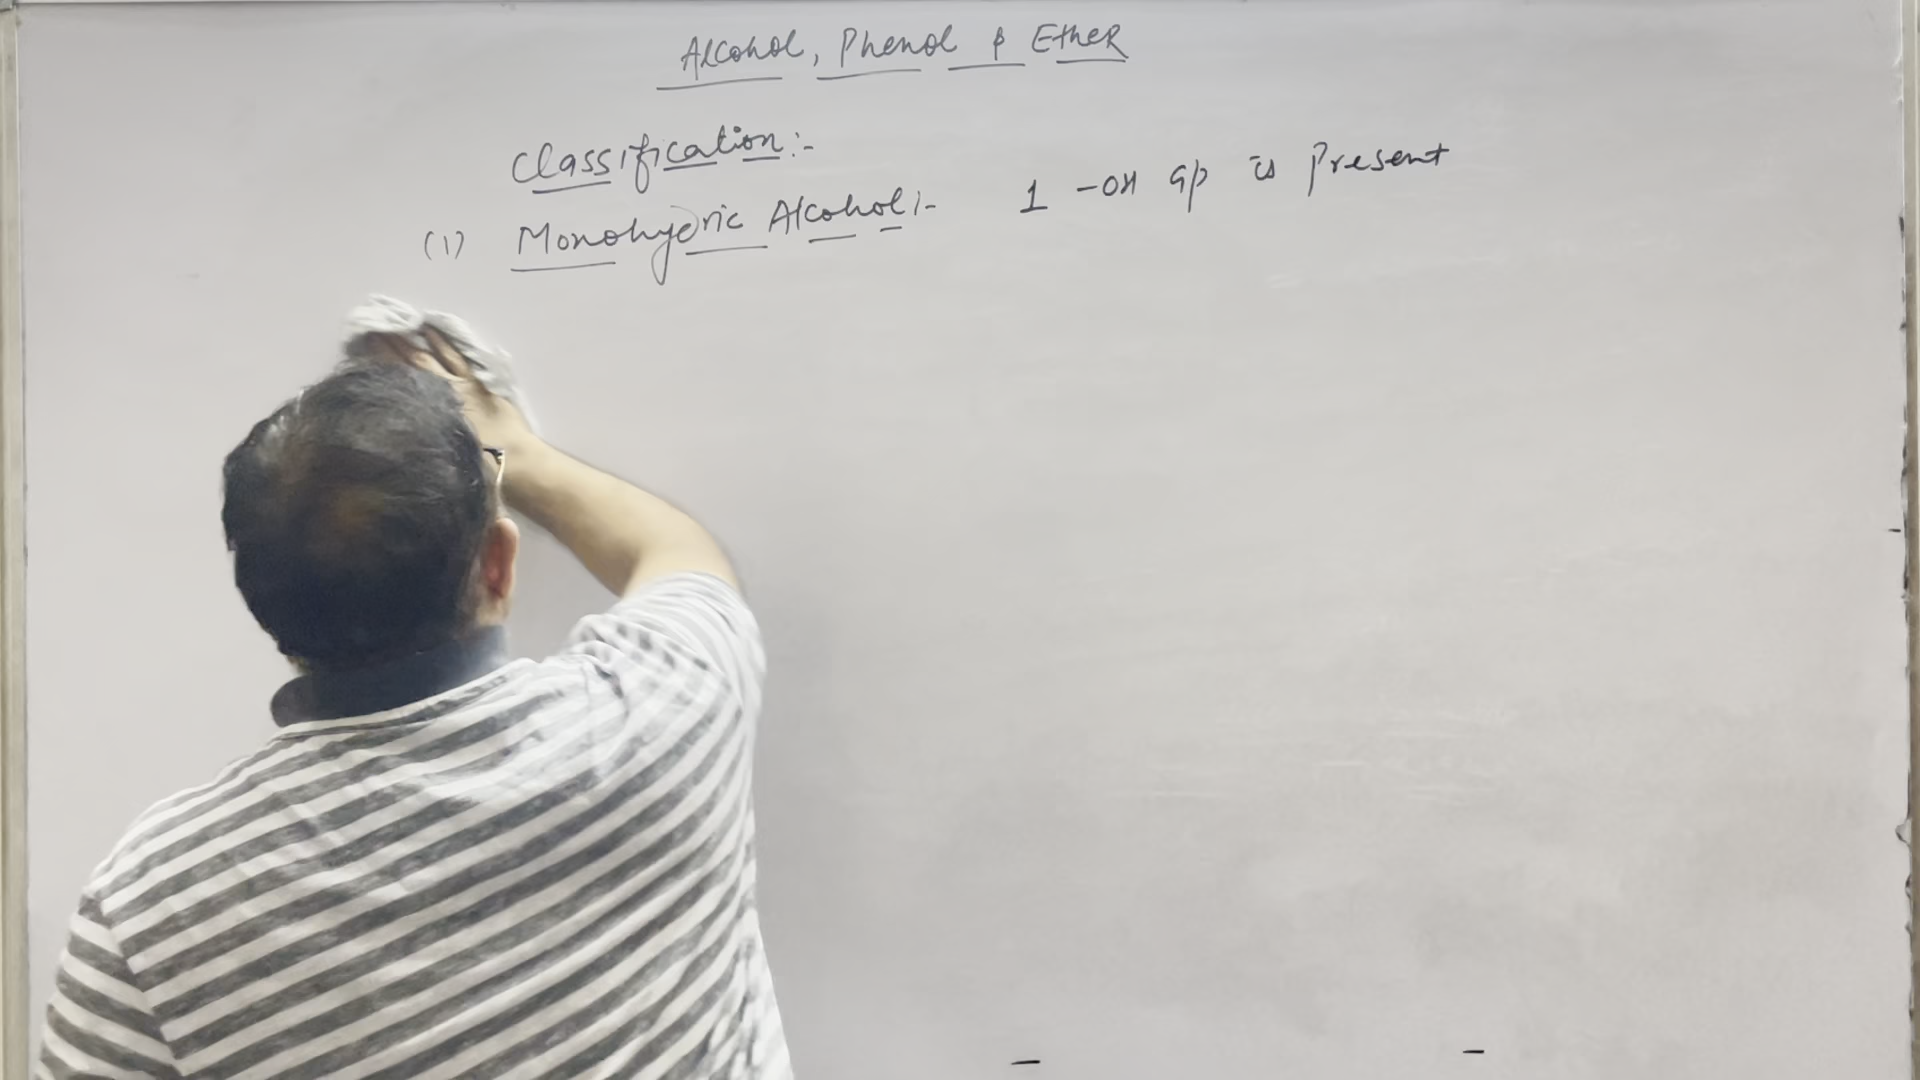 Alcohol, Phenol & Ether
Classification:-
(1) Monohydric Alcohol:- 1 -OH gp is Present